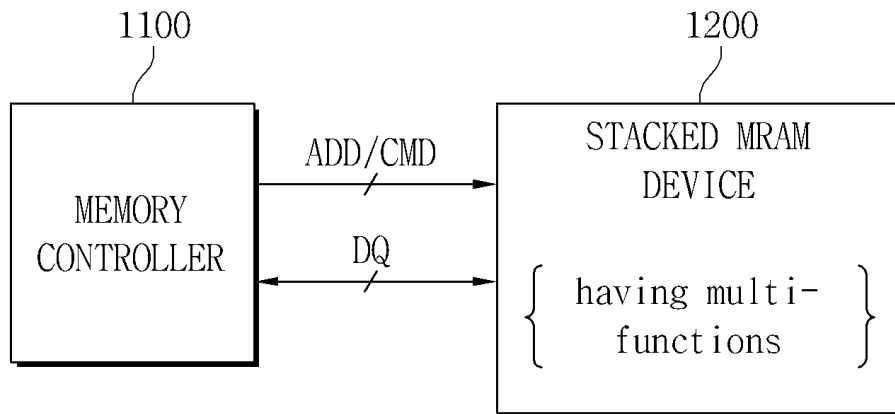 1100
1200
MEMORY
CONTROLLER
ADD/CMD
DQ
STACKED MRAM
DEVICE
having multi-
functions